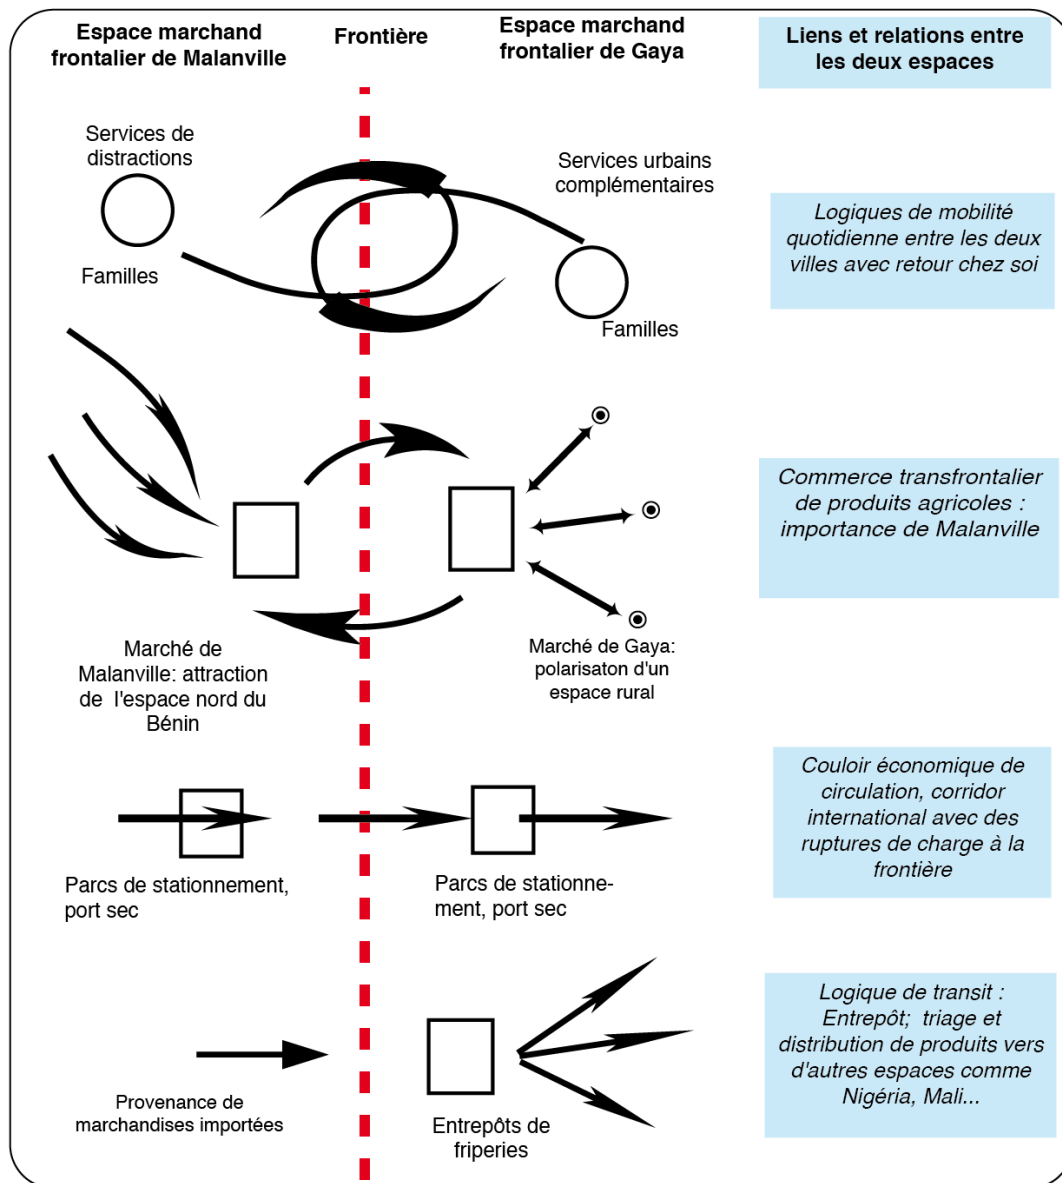 Espace marchand
frontalier de Malanville
Frontière
Espace marchand
frontalier de Gaya
Liens et relations entre
les deux espaces
Services de
distractions
Familles
Services urbains
complémentaires
Familles
Logiques de mobilité
quotidienne entre les deux
villes avec retour chez soi
Marché de
Malanville: attraction
de l'espace nord du
Bénin
Marché de Gaya:
polarisaton d'un
espace rural
Commerce transfrontalier
de produits agricoles :
importance de Malanville
Parcs de stationnement,
port sec
Parcs de stationne-
ment, port sec
Couloir économique de
circulation, corridor
international avec des
ruptures de charge à la
frontière
Provenance de
marchandises importées
Entrepôts de
friperies
Logique de transit :
Entrepôt; triage et
distribution de produits vers
d'autres espaces comme
Nigéria, Mali...